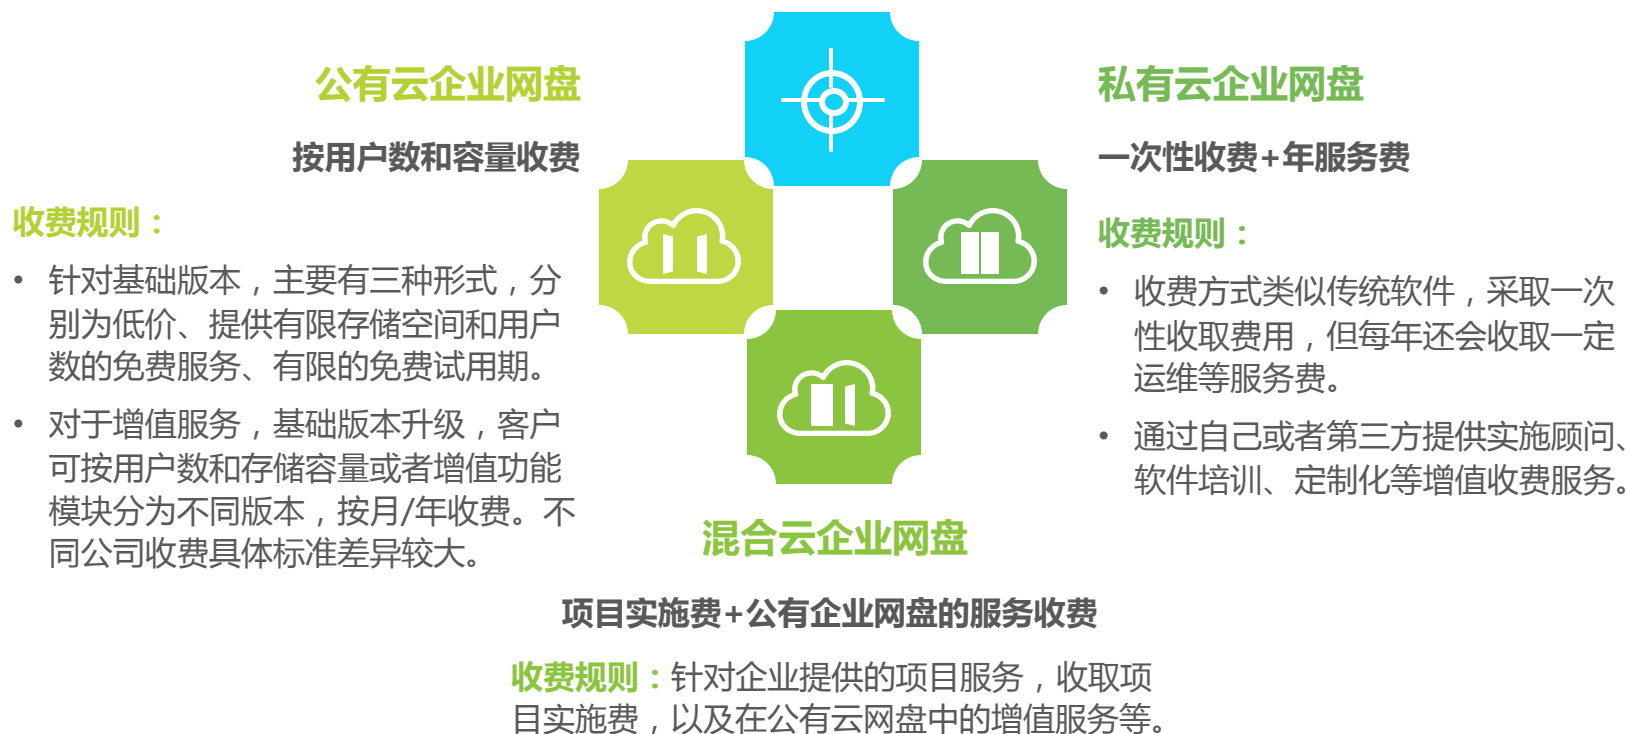 公有云企业网盘
按用户数和容量收费
收费规则：
• 针对基础版本，主要有三种形式，分
别为低价、提供有限存储空间和用户
数的免费服务、有限的免费试用期。
• 对于增值服务，基础版本升级，客户
可按用户数和存储容量或者增值功能
模块分为不同版本，按月/年收费。不
同公司收费具体标准差异较大。
私有云企业网盘
一次性收费+年服务费
收费规则：
• 收费方式类似传统软件，采取一次
性收取费用，但每年还会收取一定
运维等服务费。
• 通过自己或者第三方提供实施顾问、
软件培训、定制化等增值收费服务。
混合云企业网盘
项目实施费+公有企业网盘的服务收费
收费规则：针对企业提供的项目服务，收取项
目实施费，以及在公有云网盘中的增值服务等。